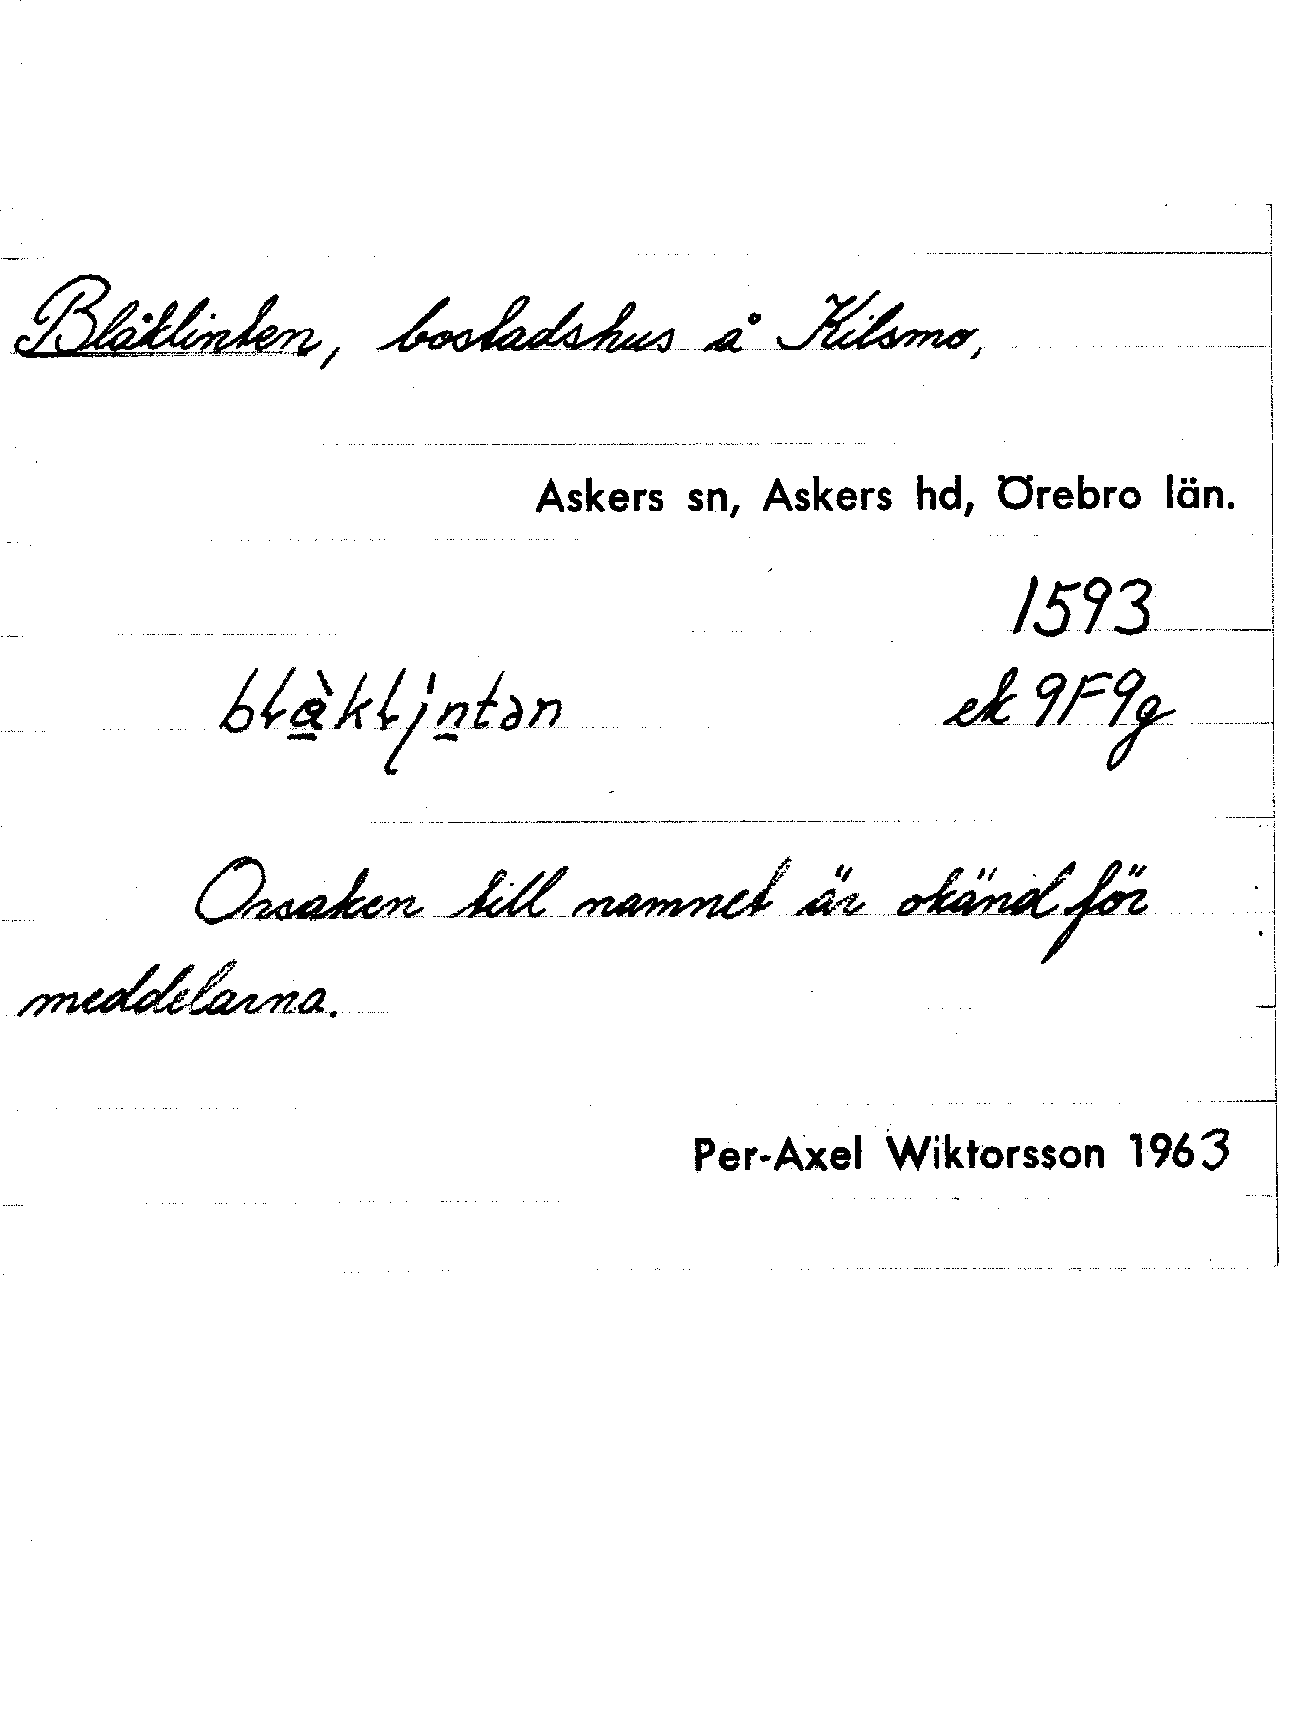 Blåklinten, bostadshus å Kilsmo,
Askers sn, Askers hd, Örebro län.
1593
ek 9F9g
Orsaken till namnet är okänd för
meddelarna.
Per-Axel Wiktorsson 1963